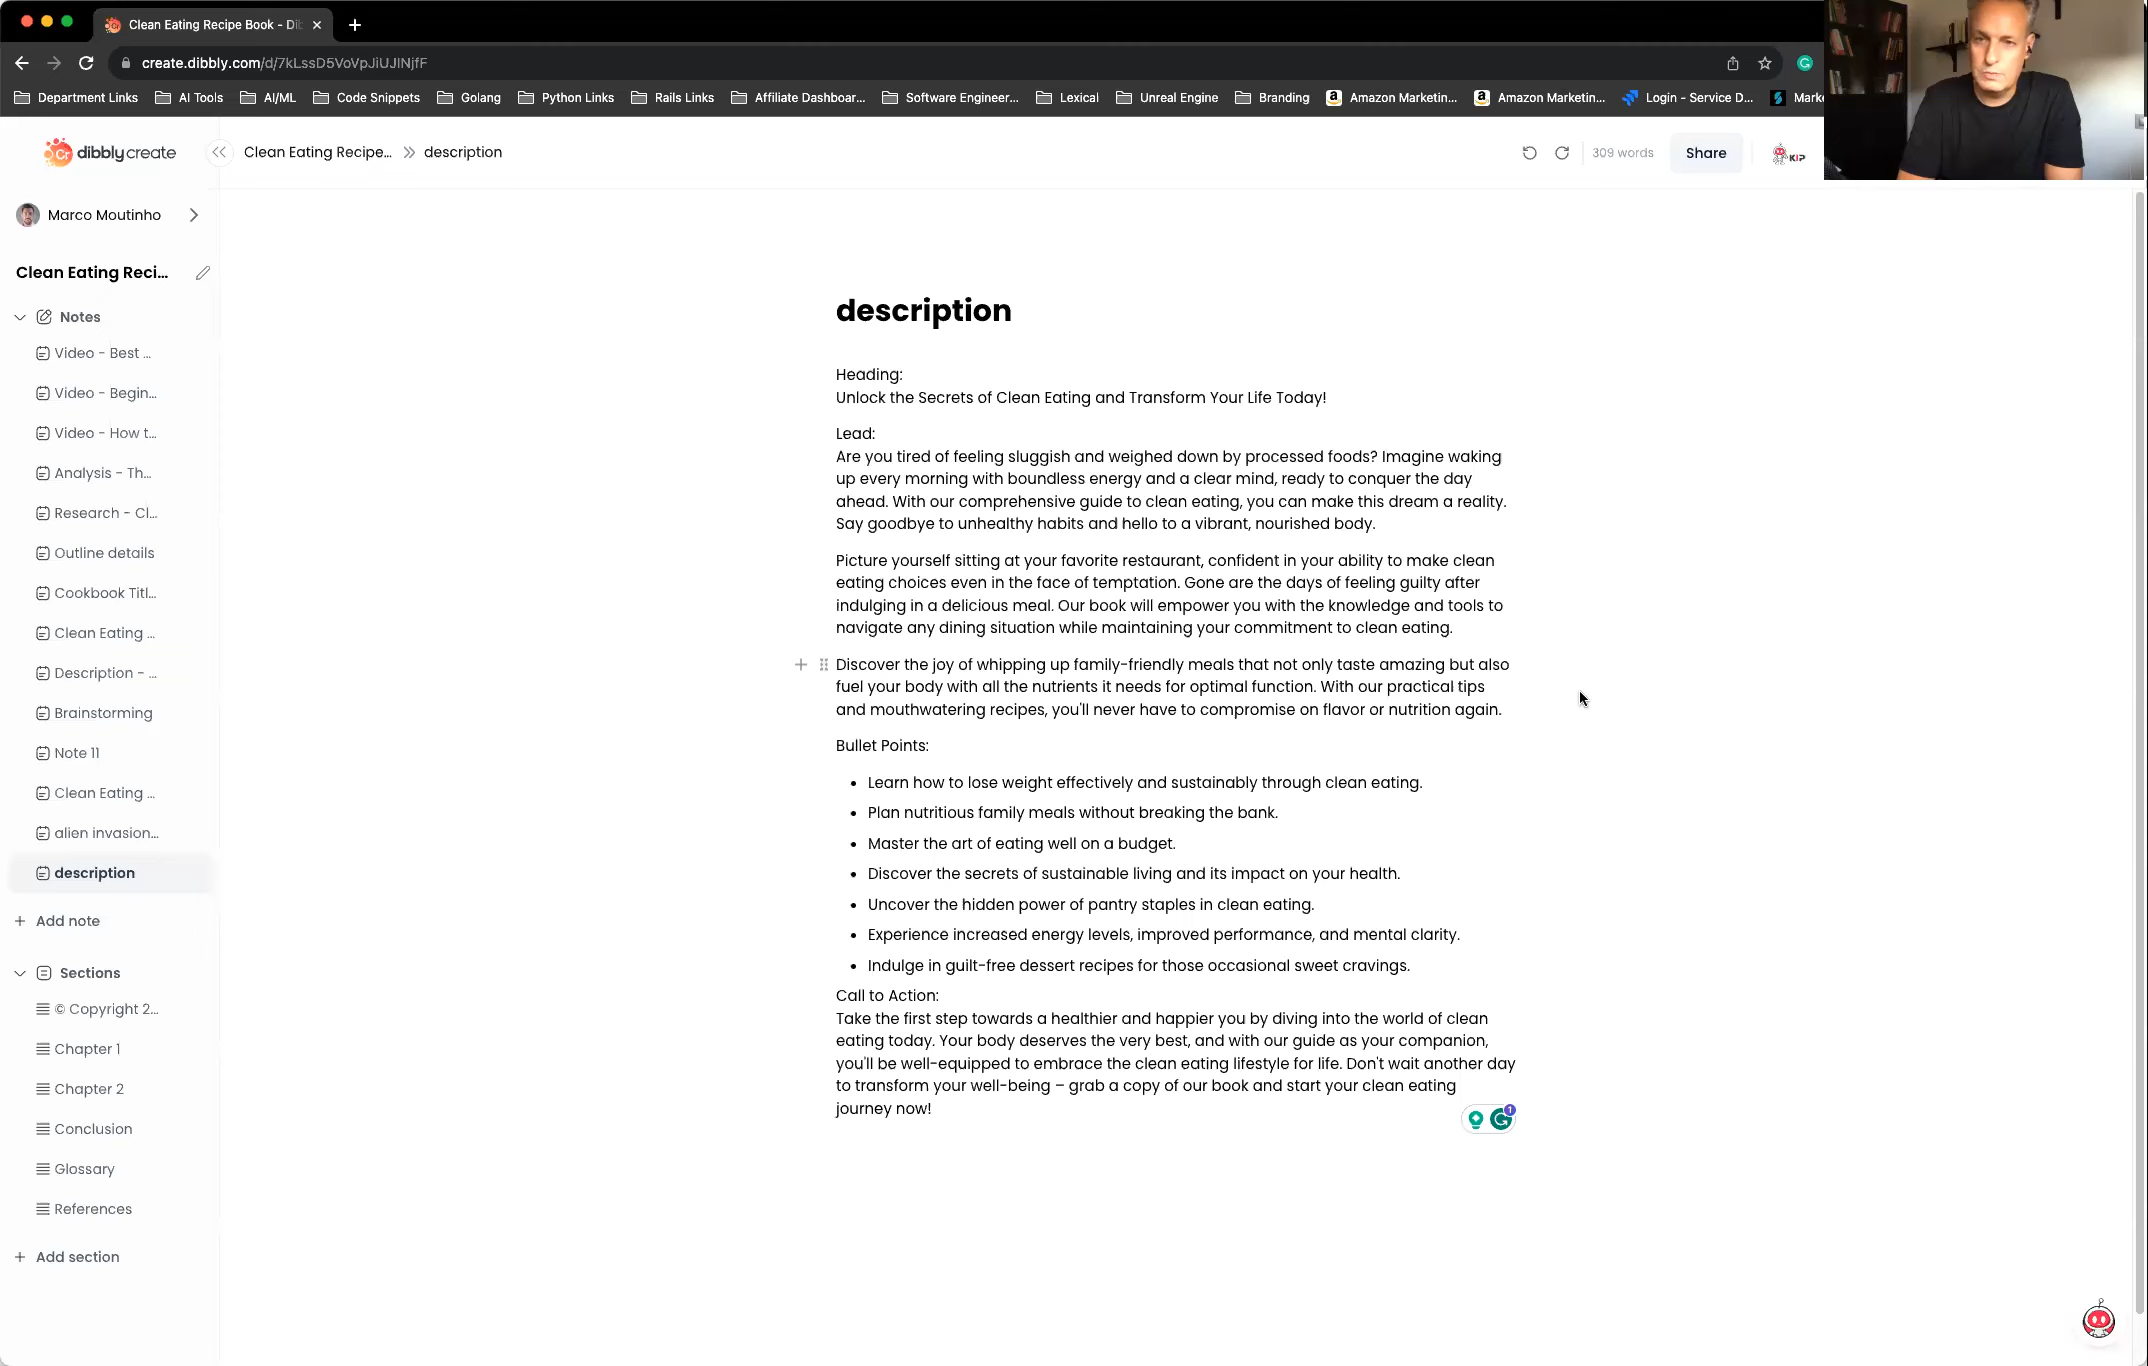 Clean Eating Recipe Book - Dib
create.dibbly.com/d/7kLssD5VoVpJiUJlNjfF
Department Links
AI Tools
AI/ML
Code Snippets
Golang
Python Links
Rails Links
Affiliate Dashboar...
Software Engineer...
Lexical
Unreal Engine
Branding
Amazon Marketin...
Amazon Marketin...
Login - Service D...
Marke
Cr dibblycreate
Clean Eating Recipe... >> description
309 words
Share
KIP
Marco Moutinho
Clean Eating Reci...
Notes
Video - Best ...
Video - Begin...
Video - How t...
Analysis - Th...
Research - Cl...
Outline details
Cookbook Titl...
Clean Eating ...
Description - ...
Brainstorming
Note 11
Clean Eating ...
alien invasion...
description
+ Add note
Sections
© Copyright 2...
Chapter 1
Chapter 2
Conclusion
Glossary
References
+ Add section
description
Heading:
Unlock the Secrets of Clean Eating and Transform Your Life Today!
Lead:
Are you tired of feeling sluggish and weighed down by processed foods? Imagine waking
up every morning with boundless energy and a clear mind, ready to conquer the day
ahead. With our comprehensive guide to clean eating, you can make this dream a reality.
Say goodbye to unhealthy habits and hello to a vibrant, nourished body.
Picture yourself sitting at your favorite restaurant, confident in your ability to make clean
eating choices even in the face of temptation. Gone are the days of feeling guilty after
indulging in a delicious meal. Our book will empower you with the knowledge and tools to
navigate any dining situation while maintaining your commitment to clean eating.
Discover the joy of whipping up family-friendly meals that not only taste amazing but also
fuel your body with all the nutrients it needs for optimal function. With our practical tips
and mouthwatering recipes, you'll never have to compromise on flavor or nutrition again.
Bullet Points:
• Learn how to lose weight effectively and sustainably through clean eating.
• Plan nutritious family meals without breaking the bank.
• Master the art of eating well on a budget.
• Discover the secrets of sustainable living and its impact on your health.
• Uncover the hidden power of pantry staples in clean eating.
• Experience increased energy levels, improved performance, and mental clarity.
• Indulge in guilt-free dessert recipes for those occasional sweet cravings.
Call to Action:
Take the first step towards a healthier and happier you by diving into the world of clean
eating today. Your body deserves the very best, and with our guide as your companion,
you'll be well-equipped to embrace the clean eating lifestyle for life. Don't wait another day
to transform your well-being – grab a copy of our book and start your clean eating
journey now!
1